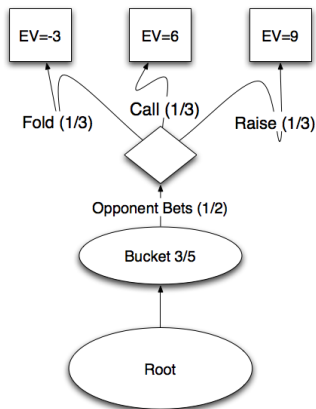 EV=-3
EV=6
EV=9
Fold (1/3)
Call (1/3)
Raise (1/3)
Opponent Bets (1/2)
Bucket 3/5
Root